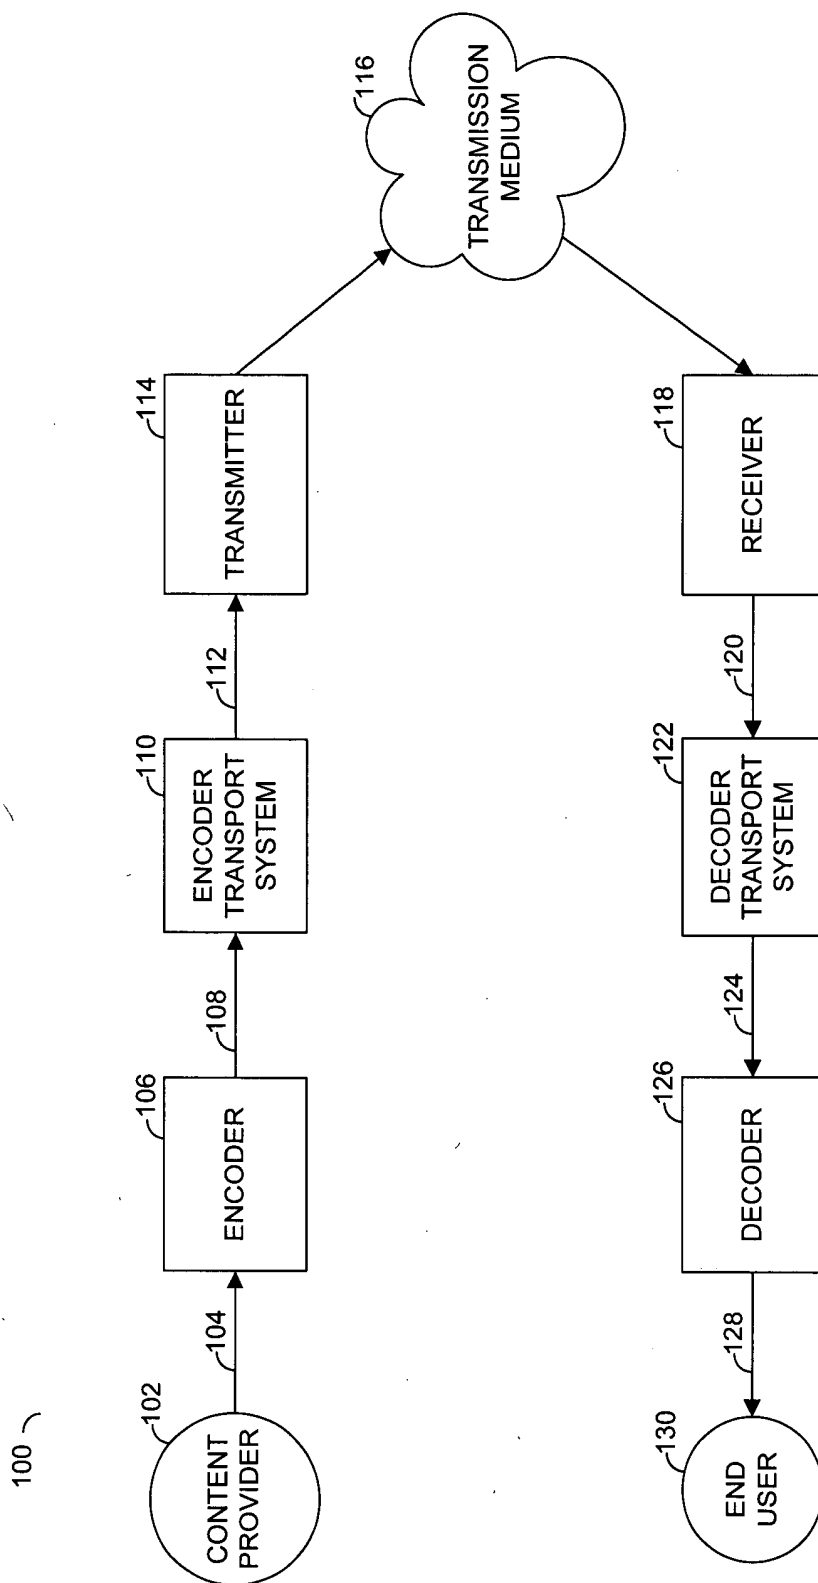 100
102
CONTENT
PROVIDER
104
106
ENCODER
108
110
ENCODER
TRANSPORT
SYSTEM
112
114
TRANSMITTER
116
TRANSMISSION
MEDIUM
118
RECEIVER
120
122
DECODER
TRANSPORT
SYSTEM
124
126
DECODER
128
130
END
USER